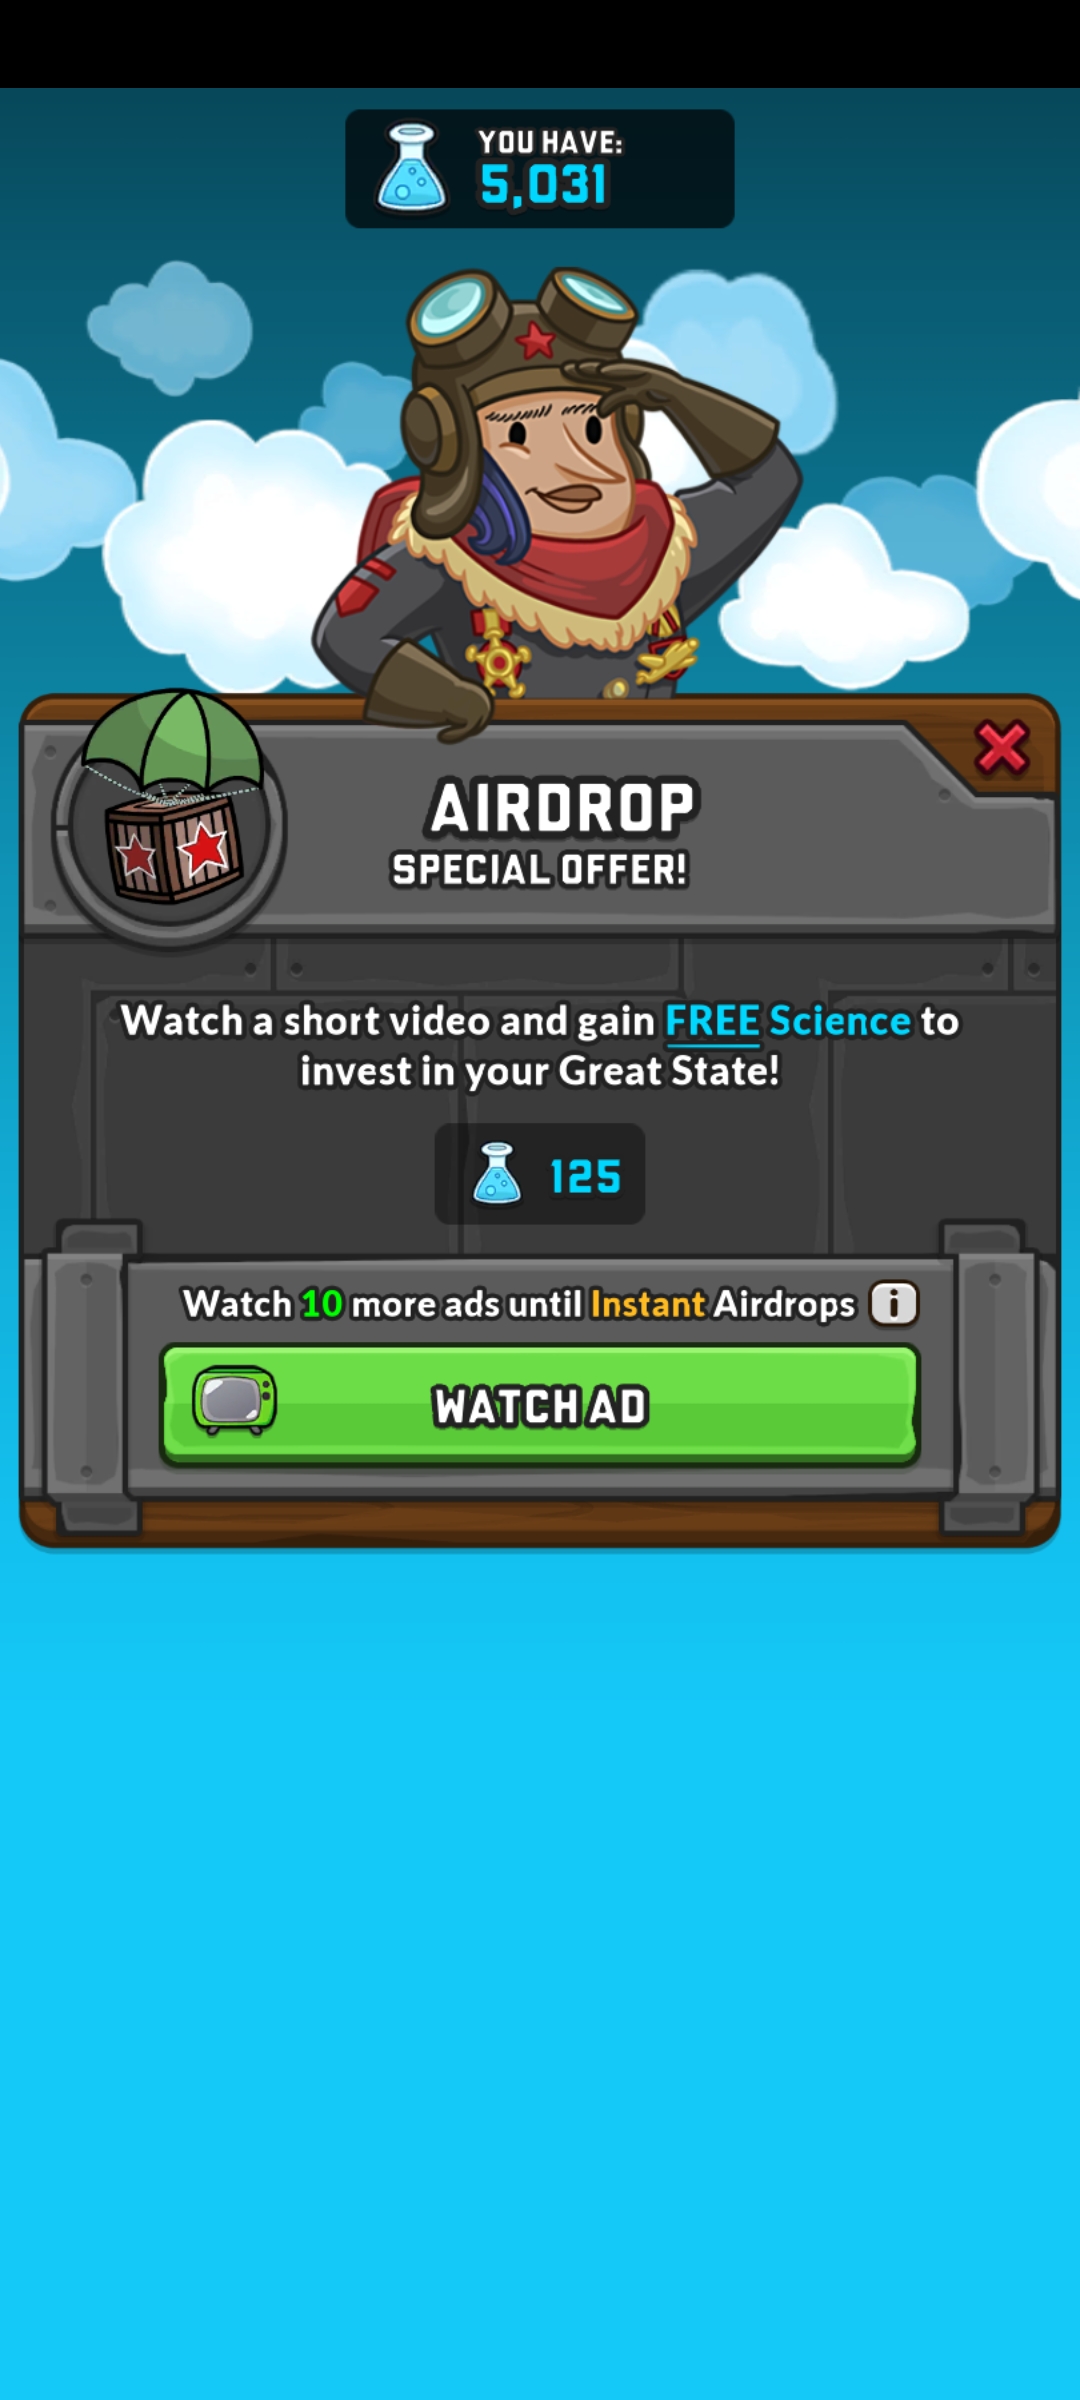 YOU HAVE:
5,031
AIRDROP
SPECIAL OFFER!
Watch a short video and gain FREE Science to
invest in your Great State!
125
Watch 10 more ads until Instant Airdrops i
WATCH AD